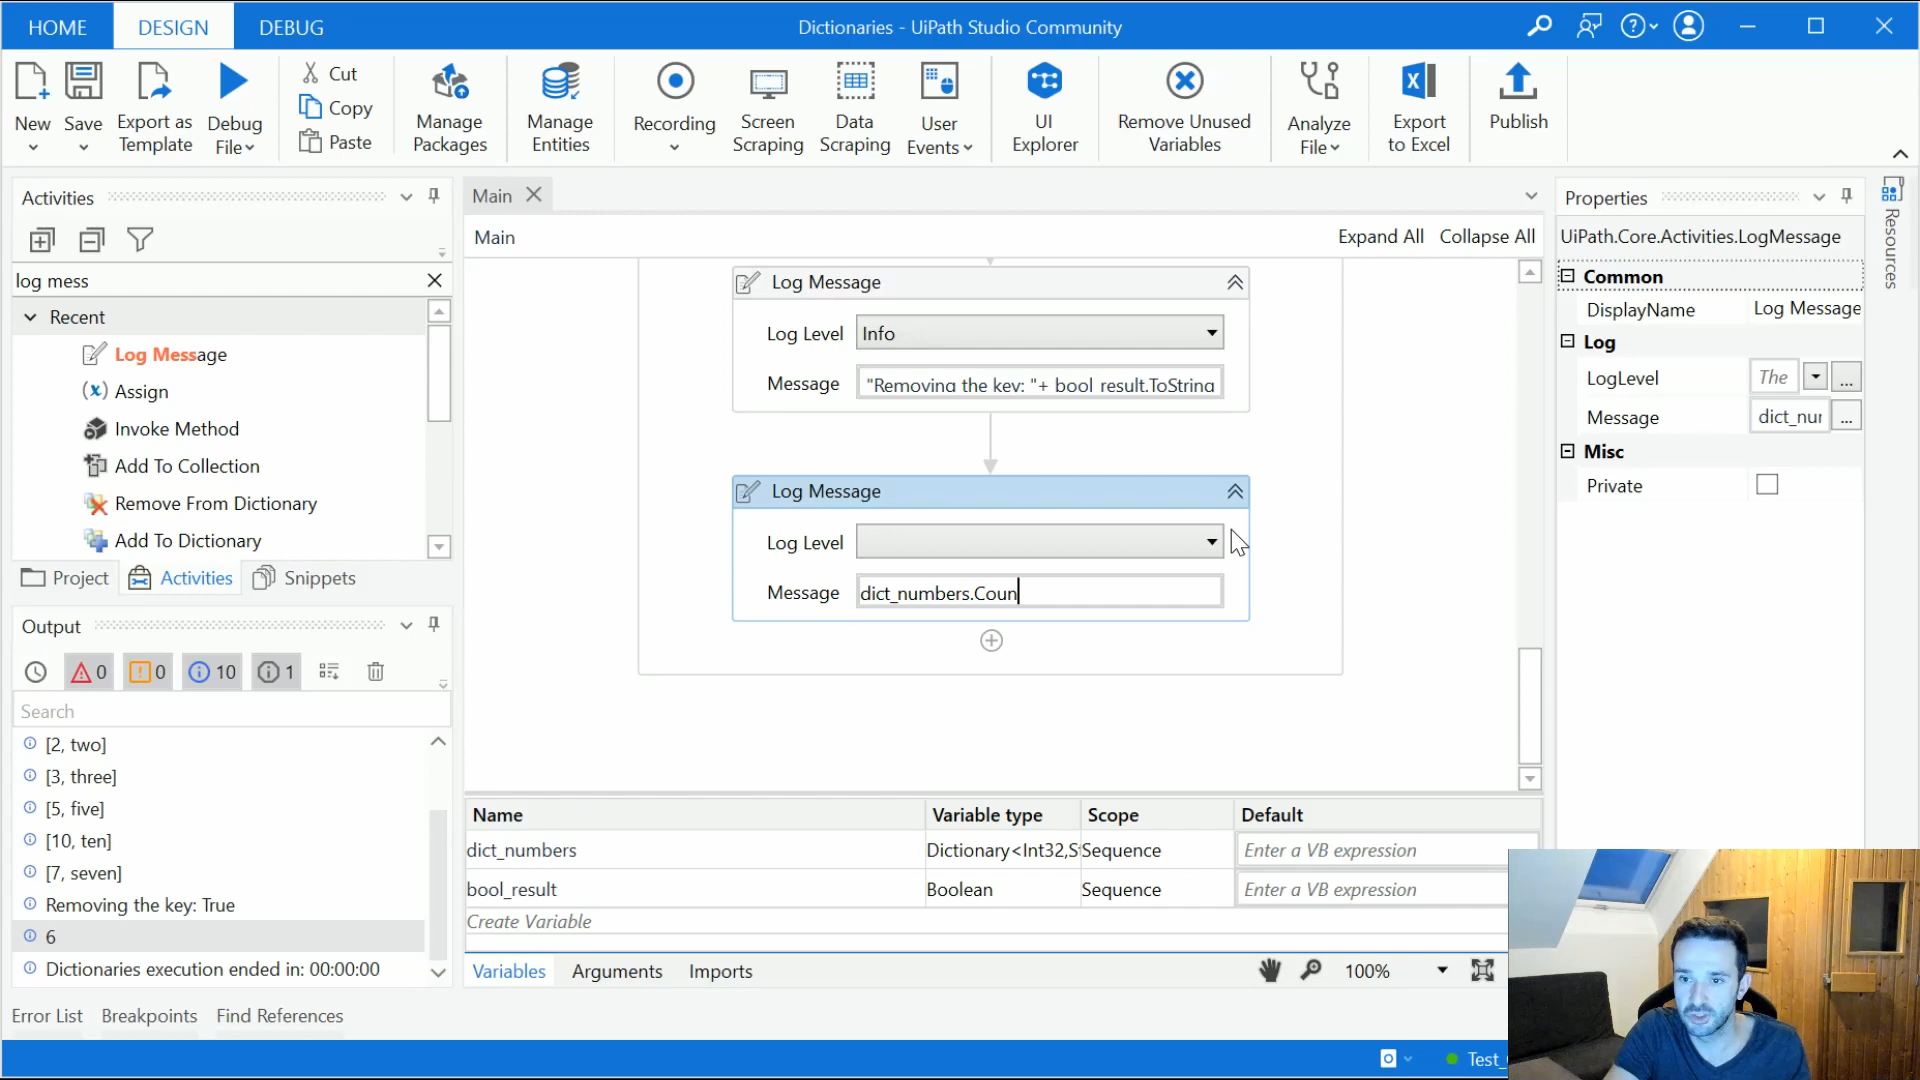 HOME DESIGN DEBUG Dictionaries - UiPath Studio Community
New Save Export as Template Debug File Cut Copy Paste Manage Packages Manage Entities Recording Screen Scraping Data Scraping User Events UI Explorer Remove Unused Variables Analyze File Export to Excel Publish
Activities
log mess
Recent
Log Message
Assign
Invoke Method
Add To Collection
Remove From Dictionary
Add To Dictionary
Project Activities Snippets
Output
0 0 10 1
Search
[2, two]
[3, three]
[5, five]
[10, ten]
[7, seven]
Removing the key: True
6
Dictionaries execution ended in: 00:00:00
Error List Breakpoints Find References
Main
Main Expand All Collapse All
Log Message
Log Level Info
Message "Removing the key: "+ bool_result.ToString
Log Message
Log Level
Message dict_numbers.Coun
Name Variable type Scope Default
dict_numbers Dictionary<Int32,S Sequence Enter a VB expression
bool_result Boolean Sequence Enter a VB expression
Create Variable
Variables Arguments Imports 100%
Properties
UiPath.Core.Activities.LogMessage
Common
DisplayName Log Message
Log
LogLevel The ...
Message dict_nur ...
Misc
Private
Resources
Test_